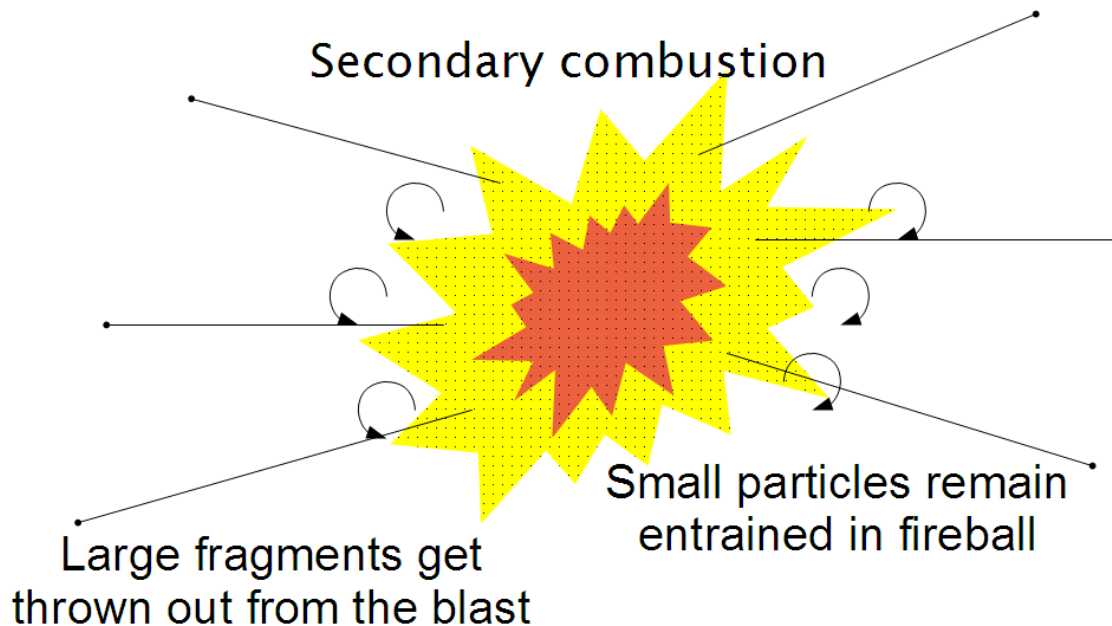 Secondary combustion
Small particles remain
entrained in fireball
Large fragments get
thrown out from the blast